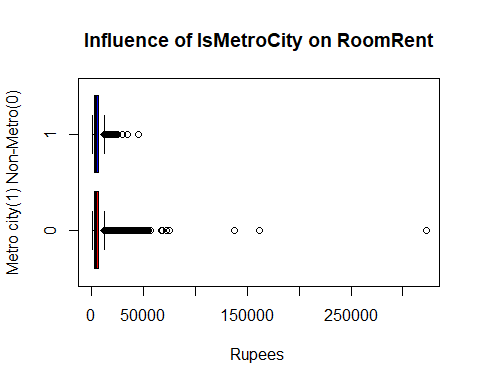 Influence of IsMetroCity on RoomRent
Metro city(1) Non-Metro(0)
1
0
0 50000 150000 250000
Rupees